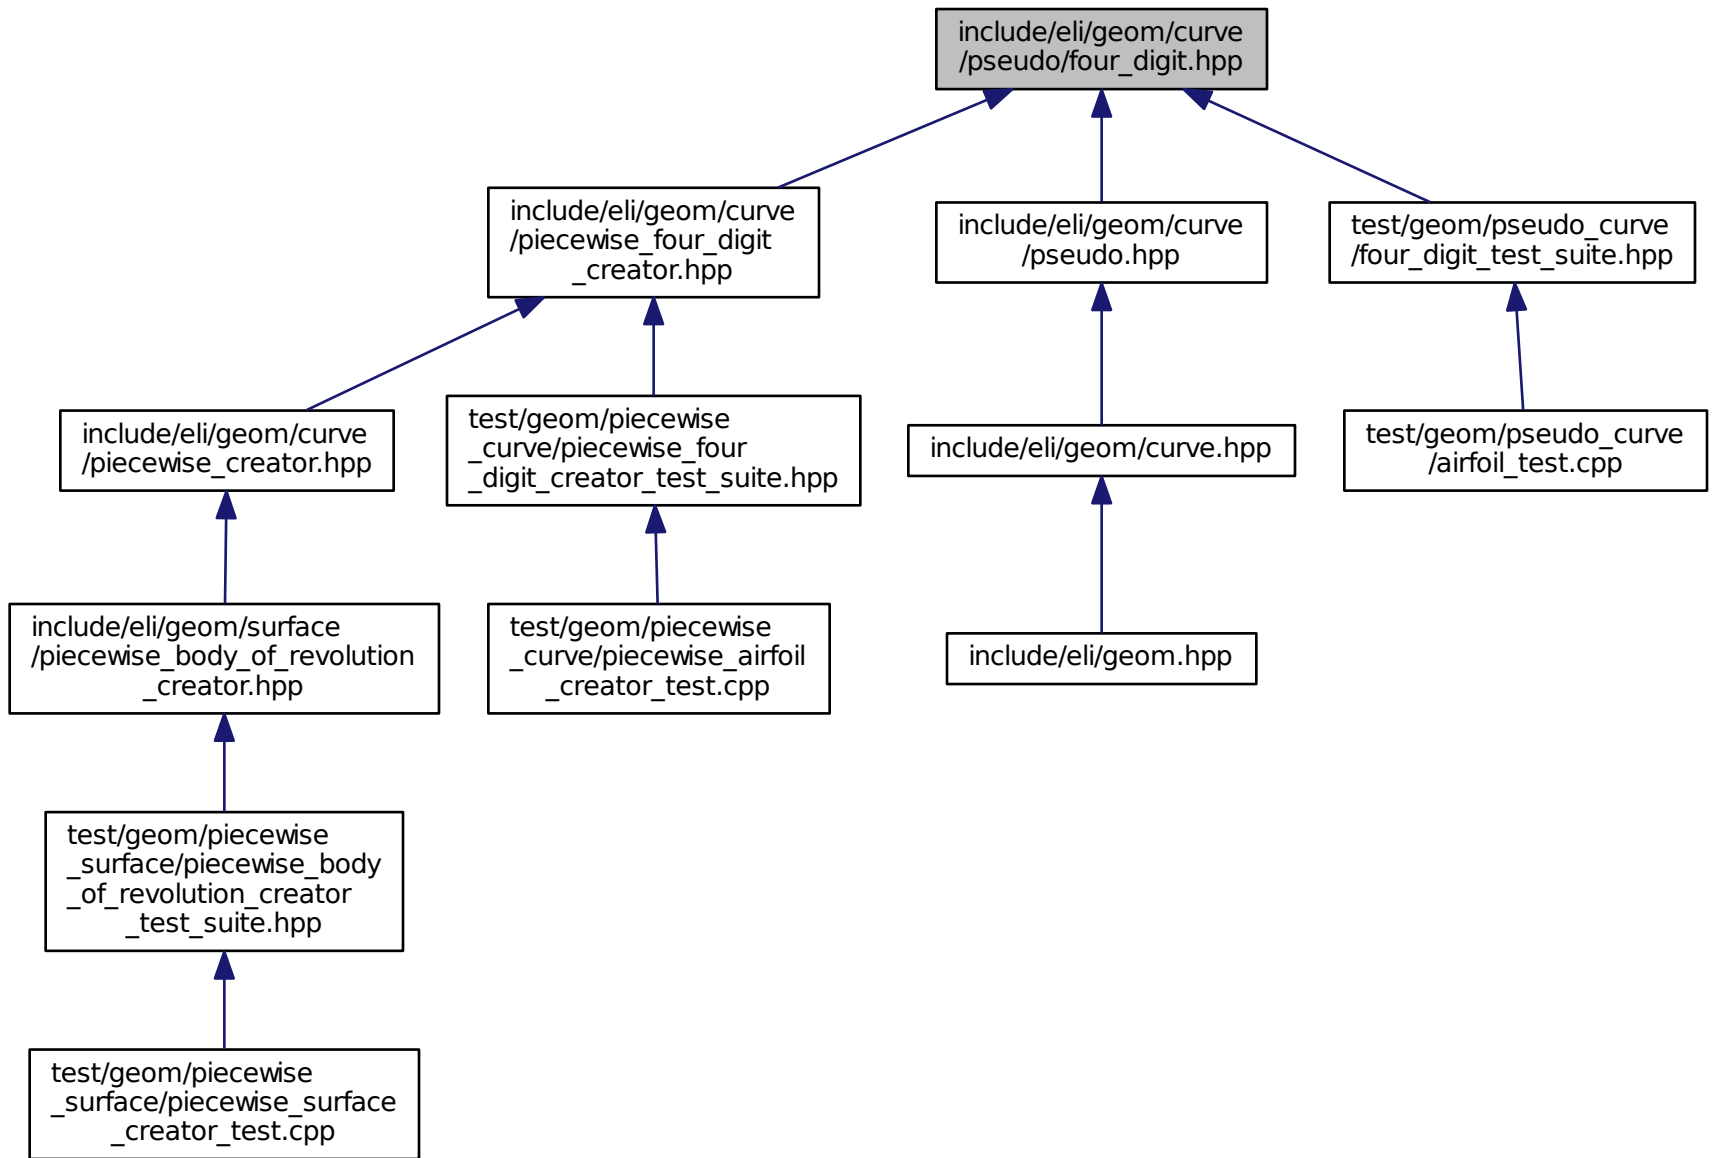 include/eli/geom/curve
/pseudo/four_digit.hpp
include/eli/geom/curve
/piecewise_four_digit
_creator.hpp
include/eli/geom/curve
/pseudo.hpp
test/geom/pseudo_curve
/four_digit_test_suite.hpp
include/eli/geom/curve
/piecewise_creator.hpp
test/geom/piecewise
_curve/piecewise_four
_digit_creator_test_suite.hpp
include/eli/geom/curve.hpp
test/geom/pseudo_curve
/airfoil_test.cpp
include/eli/geom/surface
/piecewise_body_of_revolution
_creator.hpp
test/geom/piecewise
_curve/piecewise_airfoil
_creator_test.cpp
include/eli/geom.hpp
test/geom/piecewise
_surface/piecewise_body
_of_revolution_creator
_test_suite.hpp
test/geom/piecewise
_surface/piecewise_surface
_creator_test.cpp